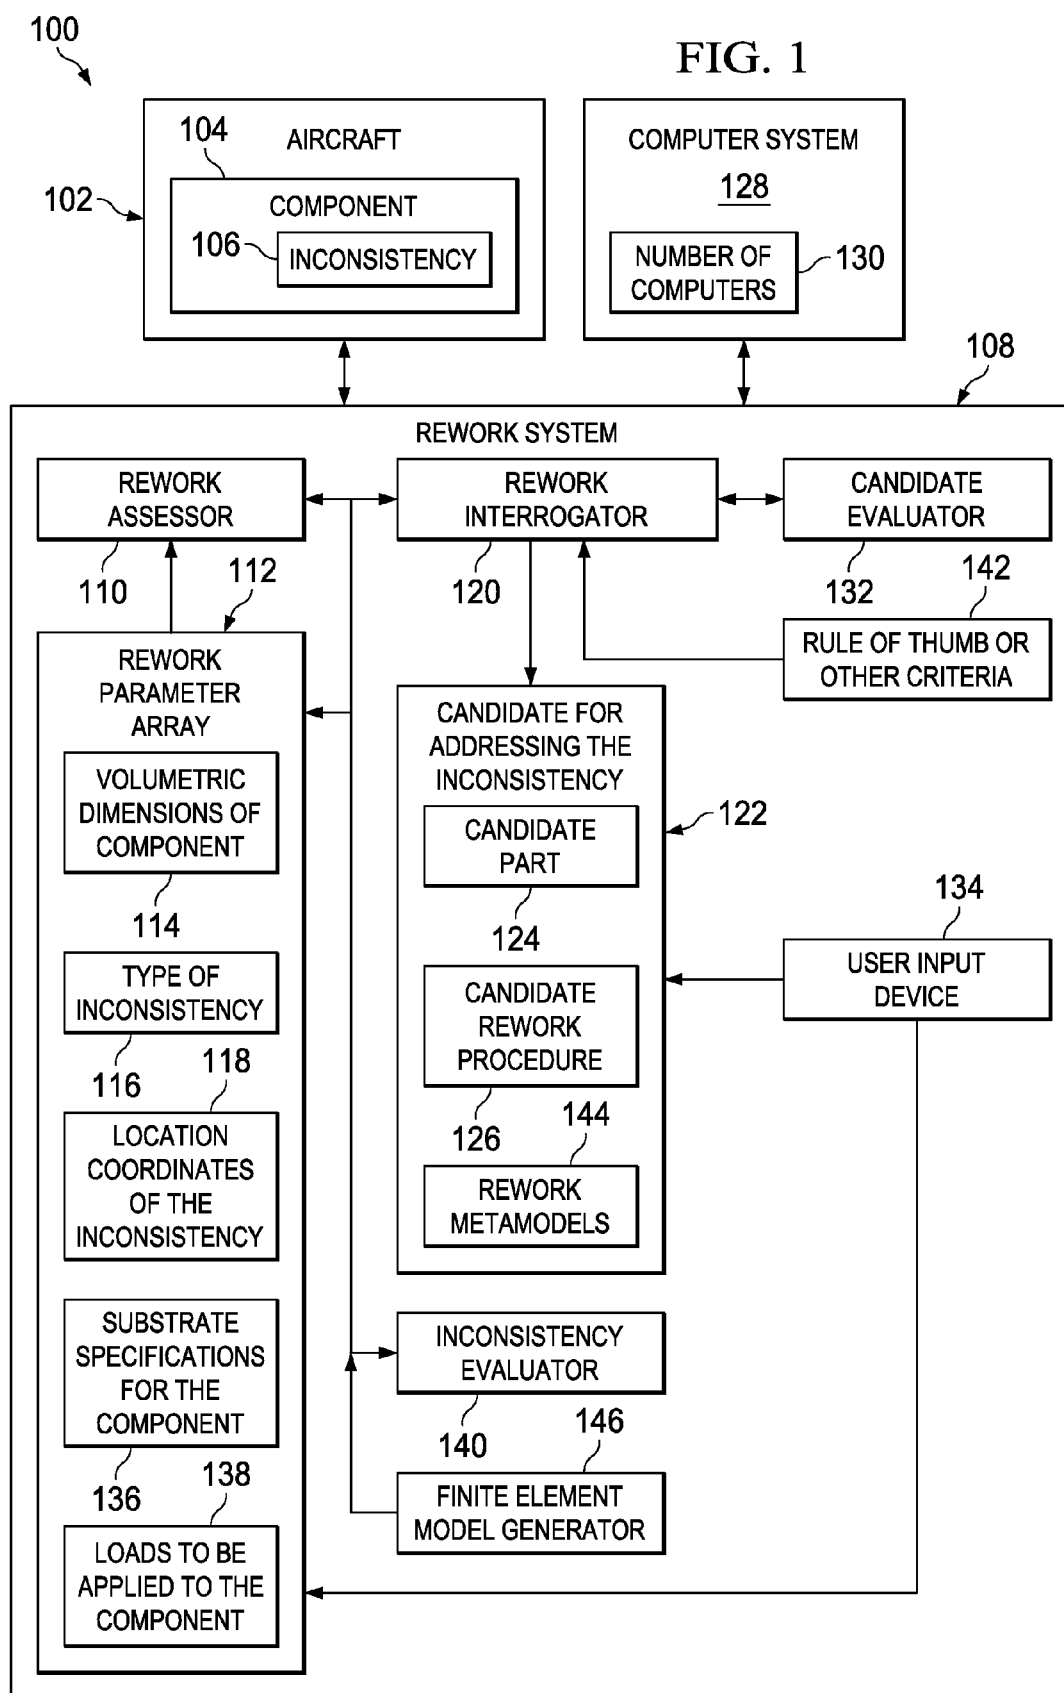 100
FIG. 1
AIRCRAFT
104
102
COMPONENT
106
INCONSISTENCY
COMPUTER SYSTEM
128
NUMBER OF
COMPUTERS
130
108
REWORK SYSTEM
REWORK
ASSESSOR
110
REWORK
INTERROGATOR
120
CANDIDATE
EVALUATOR
132
142
RULE OF THUMB OR
OTHER CRITERIA
112
REWORK
PARAMETER
ARRAY
VOLUMETRIC
DIMENSIONS OF
COMPONENT
114
TYPE OF
INCONSISTENCY
116
118
LOCATION
COORDINATES
OF THE
INCONSISTENCY
SUBSTRATE
SPECIFICATIONS
FOR THE
COMPONENT
136
138
LOADS TO BE
APPLIED TO THE
COMPONENT
CANDIDATE FOR
ADDRESSING THE
INCONSISTENCY
122
CANDIDATE
PART
124
CANDIDATE
REWORK
PROCEDURE
126
144
REWORK
METAMODELS
134
USER INPUT
DEVICE
INCONSISTENCY
EVALUATOR
140
146
FINITE ELEMENT
MODEL GENERATOR